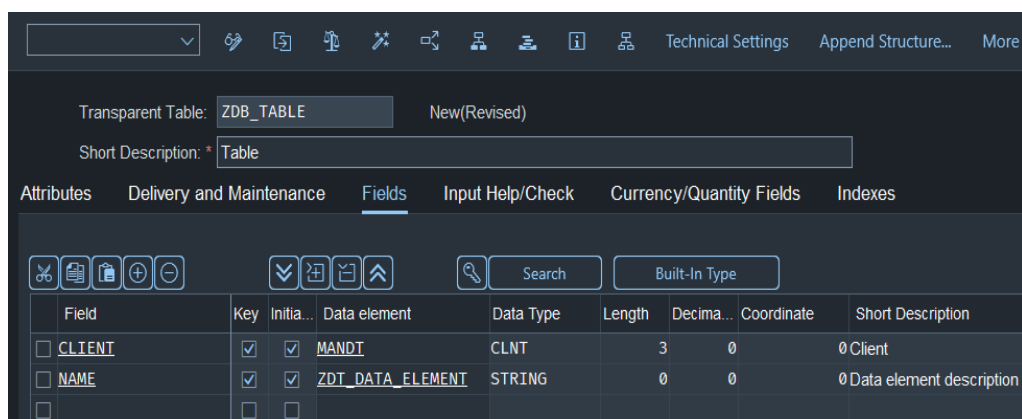 Technical Settings Append Structure... More
Transparent Table: ZDB_TABLE New(Revised)
Short Description: * Table
Attributes Delivery and Maintenance Fields Input Help/Check Currency/Quantity Fields Indexes
Search Built-In Type
Field Key Initia... Data element Data Type Length Decima... Coordinate Short Description
CLIENT MANDT CLNT 3 0 0 Client
NAME ZDT_DATA_ELEMENT STRING 0 0 0 Data element description